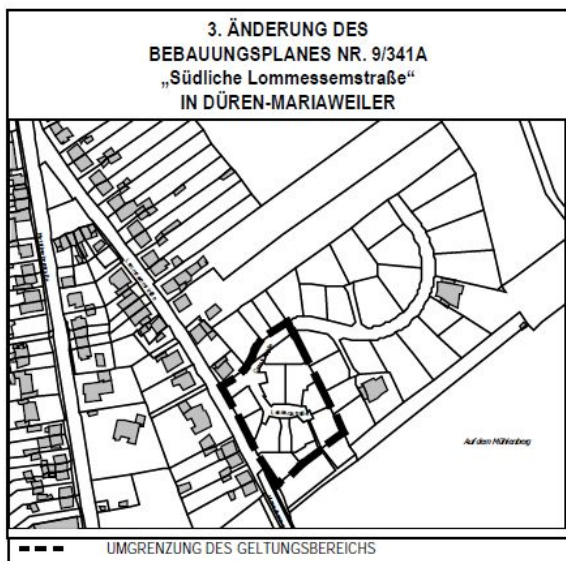 3. ÄNDERUNG DES
BEBAUUNGSPLANES NR. 9/341A
„Südliche Lommessemstraße“
IN DÜREN-MARIAWEILER
Auf dem Mühlenberg
UMGRENZUNG DES GELTUNGSBEREICHS